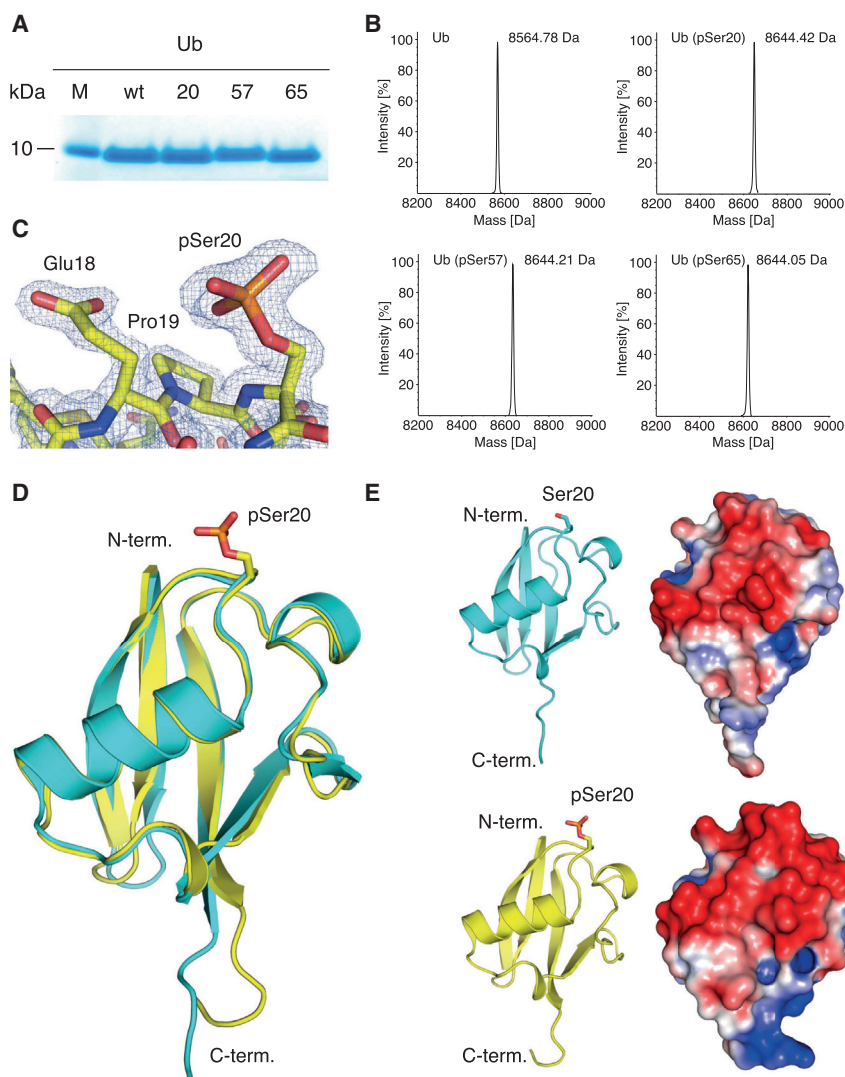 A
Ub
kDa M wt 20 57 65
10
B
Ub 8564.78 Da
Intensity [%]
100
80
60
40
20
8200 8400 8600 8800 9000
Mass [Da]
Ub (pSer20) 8644.42 Da
Intensity [%]
100
80
60
40
20
8200 8400 8600 8800 9000
Mass [Da]
Ub (pSer57) 8644.21 Da
Intensity [%]
100
80
60
40
20
8200 8400 8600 8800 9000
Mass [Da]
Ub (pSer65) 8644.05 Da
Intensity [%]
100
80
60
40
20
8200 8400 8600 8800 9000
Mass [Da]
C
pSer20
Glu18
Pro19
D
pSer20
N-term.
C-term.
E
Ser20
N-term.
C-term.
pSer20
N-term.
C-term.